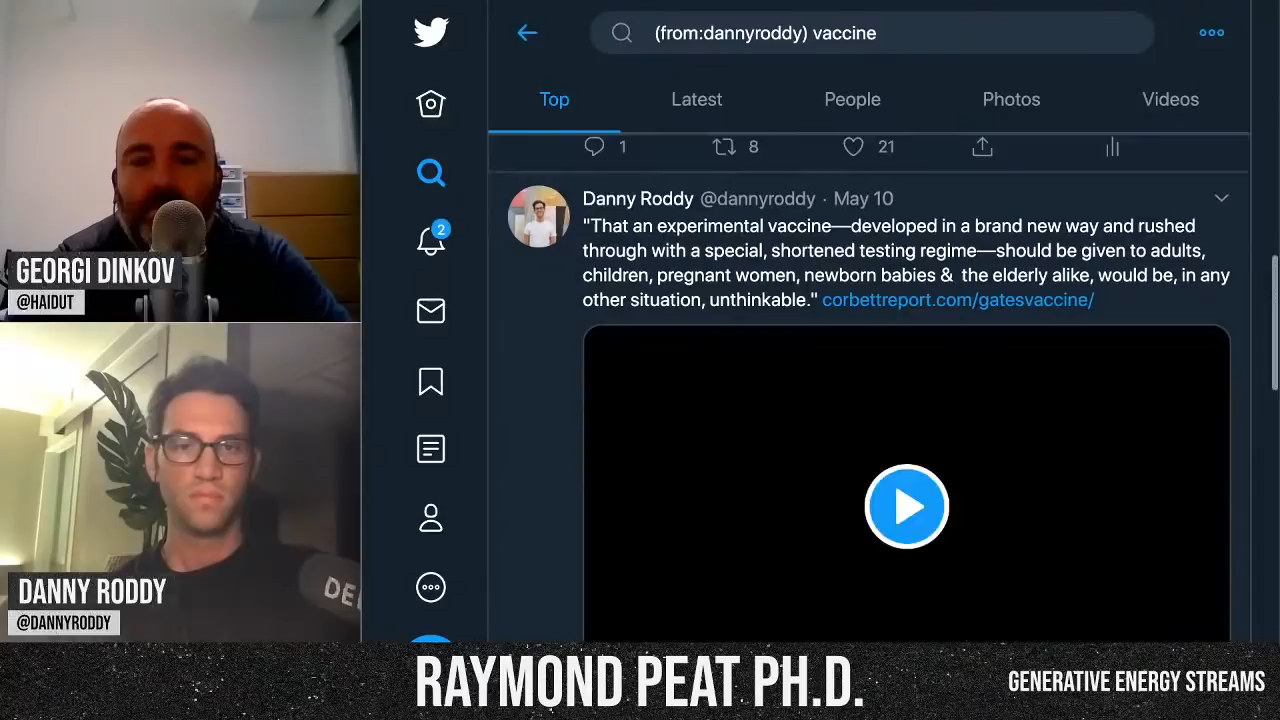 GEORGI DINKOV
@HAIDUT
DANNY RODDY
@DANNYRODDY
DE
2
(from:dannyroddy) vaccine
Top Latest People Photos Videos
1 8 21
Danny Roddy @dannyroddy · May 10
"That an experimental vaccine—developed in a brand new way and rushed
through with a special, shortened testing regime—should be given to adults,
children, pregnant women, newborn babies & the elderly alike, would be, in any
other situation, unthinkable." corbettreport.com/gatesvaccine/
RAYMOND PEAT PH.D.
GENERATIVE ENERGY STREAMS